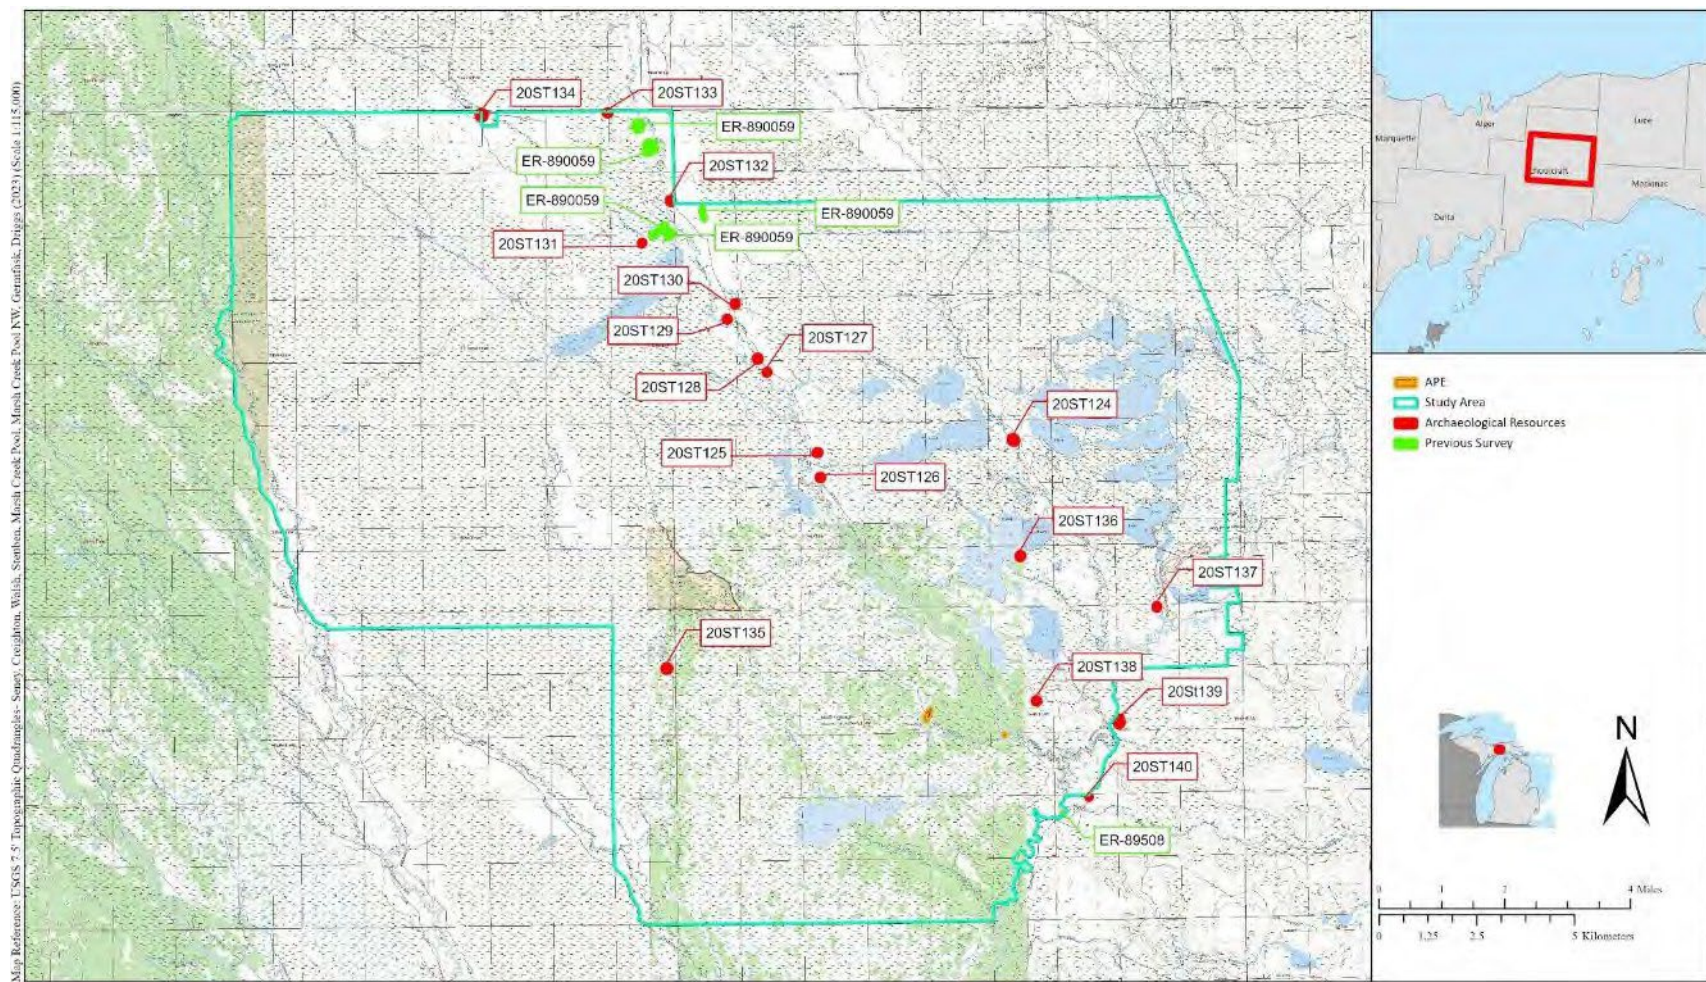 Map Reference: USGS 7.5' Topographic Quadrangles- Seney, Creighton, Walsh, Steuben, Marsh Creek Pool, Marsh Creek Pool NW, Germfask, Driggs (2023) (Scale 1:115,000)
20ST134
20ST133
ER-890059
ER-890059
20ST132
ER-890059
ER-890059
20ST131
ER-890059
20ST130
20ST129
20ST127
20ST128
20ST124
20ST125
20ST126
20ST136
20ST137
20ST135
20ST138
20St139
20ST140
ER-89508
Marquette
Alger
Luce
choolcraft
Mackinac
Delta
APE
Study Area
Archaeological Resources
Previous Survey
N
0 1 2 4 Miles
0 1.25 2.5 5 Kilometers